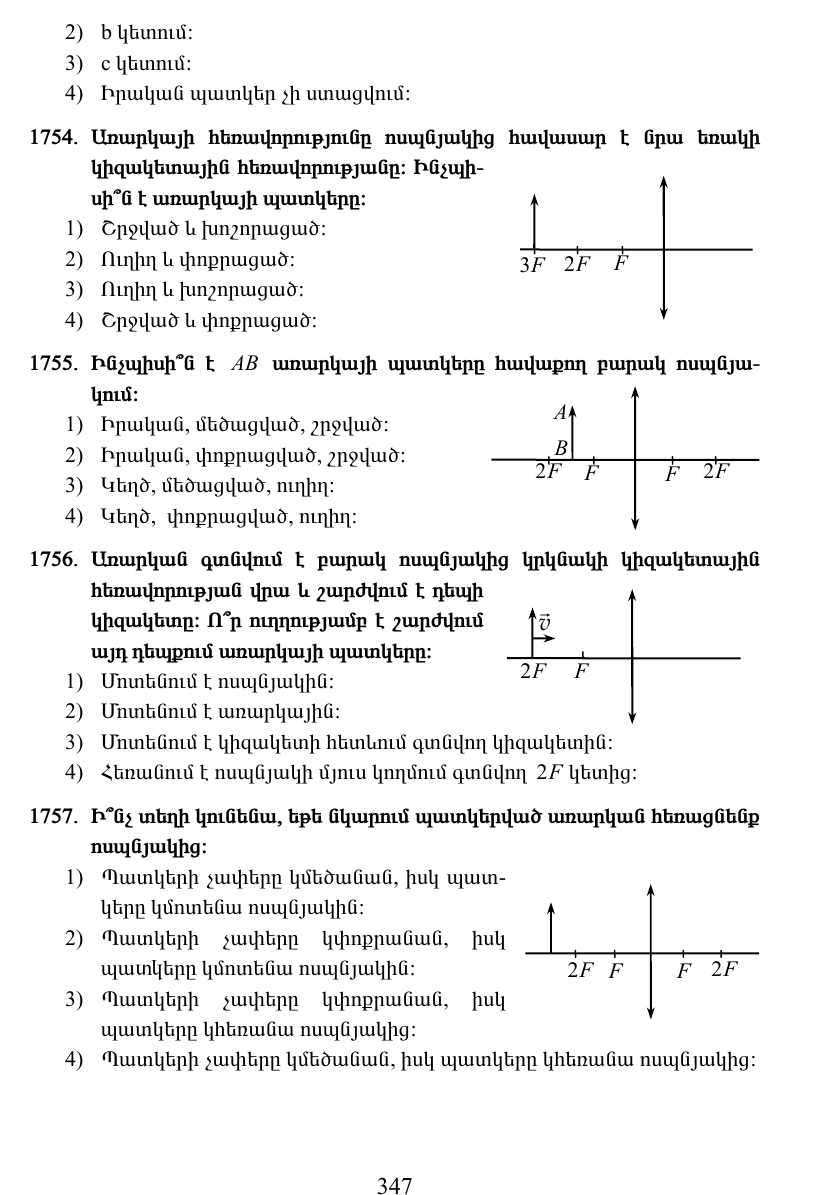 2) b կետում:
3) c կետում:
4) Իրական պատկեր չի ստացվում:
1754. Առարկայի հեռավորությունը ոսպնյակից հավասար է նրա եռակի
կիզակետային հեռավորությանը: Ինչպի-
սի՞ն է առարկայի պատկերը:
1) Շրջված և խոշորացած:
2) Ուղիղ և փոքրացած:
3) Ուղիղ և խոշորացած:
4) Շրջված և փոքրացած:
3F 2F F
1755. Ինչպիսի՞ն է AB առարկայի պատկերը հավաքող բարակ ոսպնյա-
կում:
1) Իրական, մեծացված, շրջված:
2) Իրական, փոքրացված, շրջված:
3) Կեղծ, մեծացված, ուղիղ:
4) Կեղծ, փոքրացված, ուղիղ:
A
B
2F F F 2F
1756. Առարկան գտնվում է բարակ ոսպնյակից կրկնակի կիզակետային
հեռավորության վրա և շարժվում է դեպի
կիզակետը: Ո՞ր ուղղությամբ է շարժվում
այդ դեպքում առարկայի պատկերը:
1) Մոտենում է ոսպնյակին:
2) Մոտենում է առարկային:
3) Մոտենում է կիզակետի հետևում գտնվող կիզակետին:
4) Հեռանում է ոսպնյակի մյուս կողմում գտնվող 2F կետից:
v⃗
2F F
1757. Ի՞նչ տեղի կունենա, եթե նկարում պատկերված առարկան հեռացնենք
ոսպնյակից:
1) Պատկերի չափերը կմեծանան, իսկ պատ-
կերը կմոտենա ոսպնյակին:
2) Պատկերի չափերը կփոքրանան, իսկ
պատկերը կմոտենա ոսպնյակին:
3) Պատկերի չափերը կփոքրանան, իսկ
պատկերը կհեռանա ոսպնյակից:
4) Պատկերի չափերը կմեծանան, իսկ պատկերը կհեռանա ոսպնյակից:
2F F F 2F
347